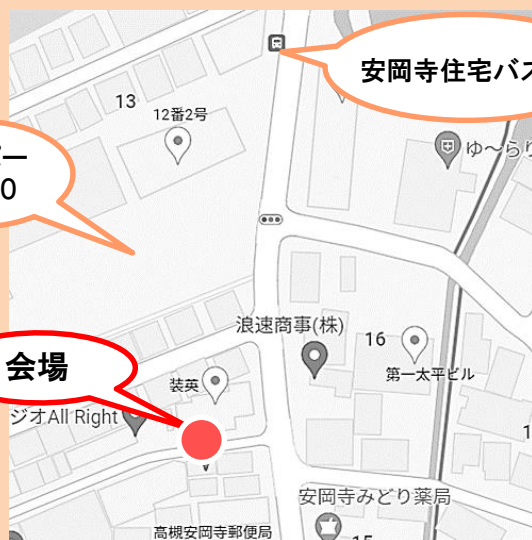 安岡寺住宅バス
13
12番2号
ー
0
ゆ〜らり
浪速商事(株)
16
会場
第一太平ビル
装英
ジオAll Right
安岡寺みどり薬局
高槻安岡寺郵便局
15